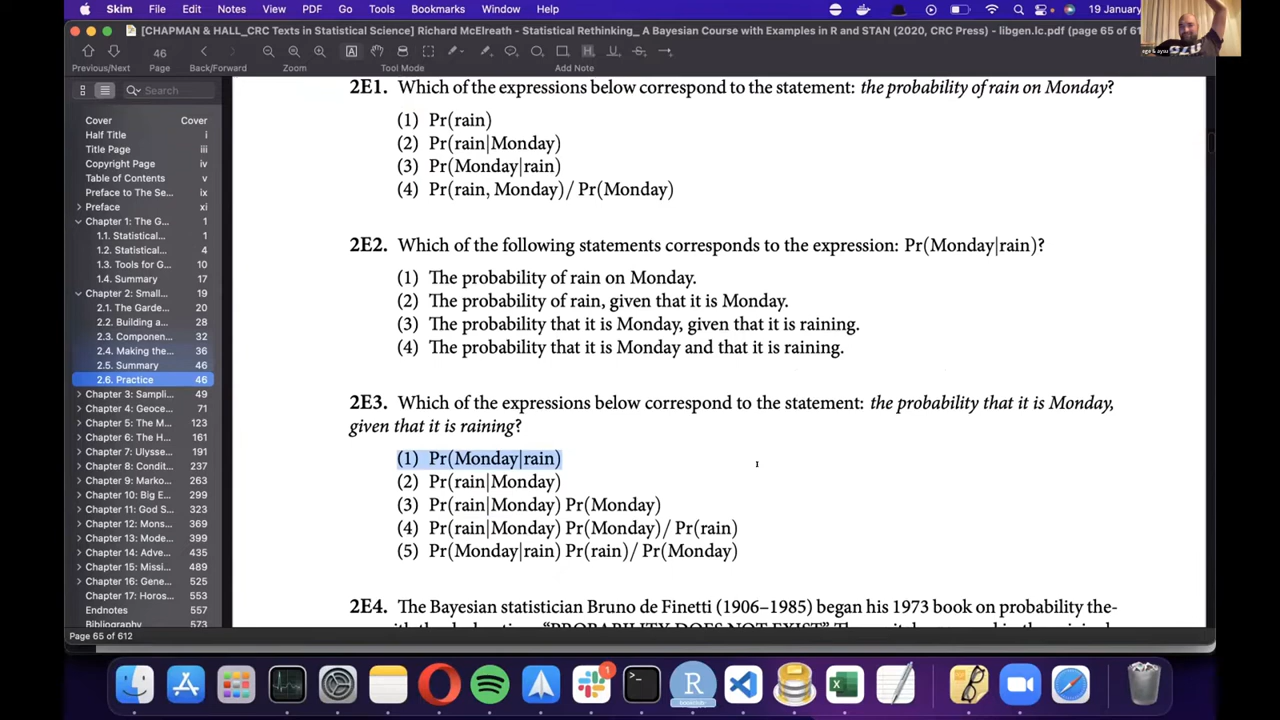 Skim File Edit Notes View PDF Go Tools Bookmarks Window Help 19 January
[CHAPMAN & HALL_CRC Texts in Statistical Science] Richard McElreath - Statistical Rethinking_ A Bayesian Course with Examples in R and STAN (2020, CRC Press) - libgen.lc.pdf (page 65 of 61
46
Previous/Next Page Back/Forward Zoom Tool Mode Add Note
Search
Cover Cover
Half Title i
Title Page iii
Copyright Page iv
Table of Contents v
Preface to The Se... ix
Preface xi
Chapter 1: The G... 1
1.1. Statistical... 1
1.2. Statistical... 4
1.3. Tools for G... 10
1.4. Summary 17
Chapter 2: Small... 19
2.1. The Garde... 20
2.2. Building a... 28
2.3. Componen... 32
2.4. Making the... 36
2.5. Summary 46
2.6. Practice 46
Chapter 3: Sampli... 49
Chapter 4: Geoce... 71
Chapter 5: The M... 123
Chapter 6: The H... 161
Chapter 7: Ulysse... 191
Chapter 8: Condit... 237
Chapter 9: Marko... 263
Chapter 10: Big E... 299
Chapter 11: God S... 323
Chapter 12: Mons... 369
Chapter 13: Mode... 399
Chapter 14: Adve... 435
Chapter 15: Missi... 489
Chapter 16: Gene... 525
Chapter 17: Horos... 553
Endnotes 557
Bibliography 573
Page 65 of 612
2E1. Which of the expressions below correspond to the statement: the probability of rain on Monday?
(1) Pr(rain)
(2) Pr(rain|Monday)
(3) Pr(Monday|rain)
(4) Pr(rain, Monday)/ Pr(Monday)
2E2. Which of the following statements corresponds to the expression: Pr(Monday|rain)?
(1) The probability of rain on Monday.
(2) The probability of rain, given that it is Monday.
(3) The probability that it is Monday, given that it is raining.
(4) The probability that it is Monday and that it is raining.
2E3. Which of the expressions below correspond to the statement: the probability that it is Monday,
given that it is raining?
(1) Pr(Monday|rain)
(2) Pr(rain|Monday)
(3) Pr(rain|Monday) Pr(Monday)
(4) Pr(rain|Monday) Pr(Monday)/ Pr(rain)
(5) Pr(Monday|rain) Pr(rain)/ Pr(Monday)
2E4. The Bayesian statistician Bruno de Finetti (1906–1985) began his 1973 book on probability the-
1
R